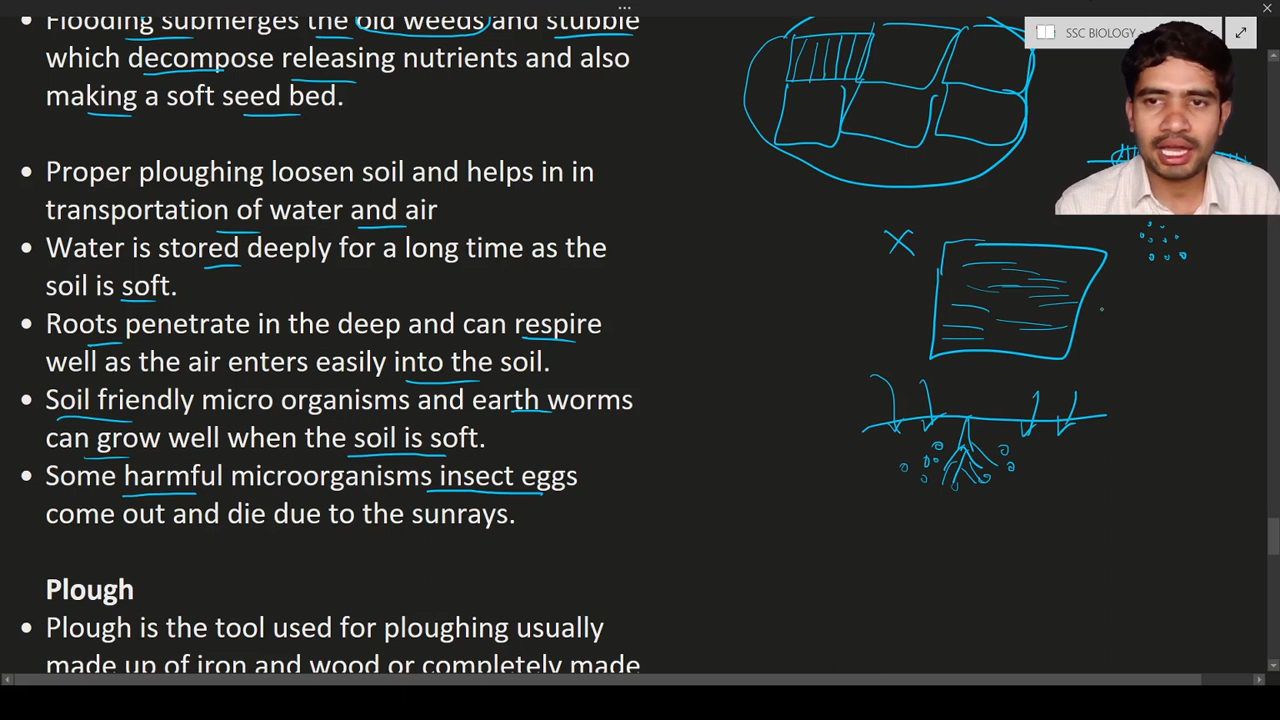 SSC BIOLOGY
• Flooding submerges the old weeds and stubble
which decompose releasing nutrients and also
making a soft seed bed.
• Proper ploughing loosen soil and helps in in
transportation of water and air
• Water is stored deeply for a long time as the
soil is soft.
• Roots penetrate in the deep and can respire
well as the air enters easily into the soil.
• Soil friendly micro organisms and earth worms
can grow well when the soil is soft.
• Some harmful microorganisms insect eggs
come out and die due to the sunrays.
Plough
• Plough is the tool used for ploughing usually
made up of iron and wood or completely made